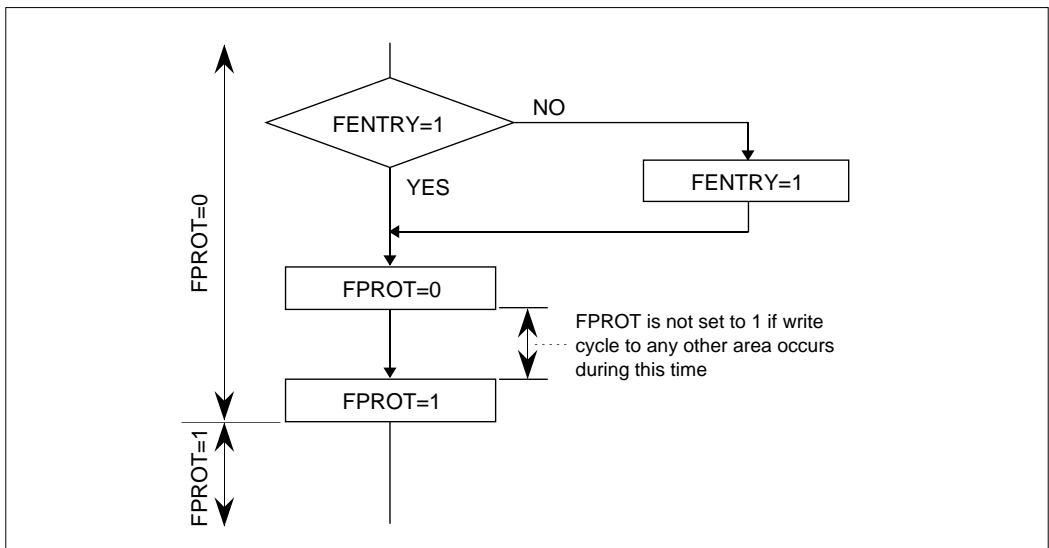 FENTRY=1
NO
YES
FENTRY=1
FPROT=0
FPROT=0
FPROT is not set to 1 if write
cycle to any other area occurs
during this time
FPROT=1
FPROT=1